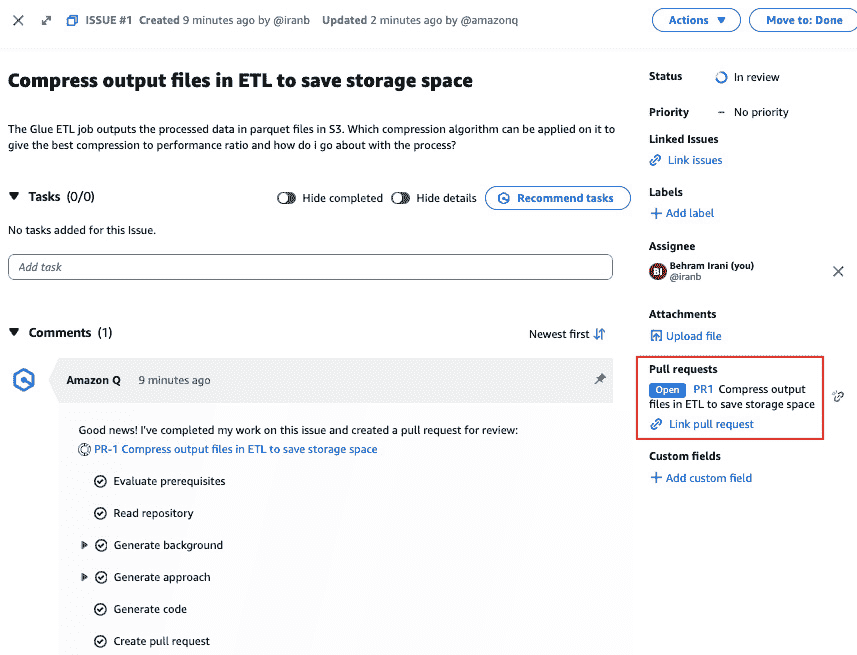 ISSUE #1 Created 9 minutes ago by @iranb Updated 2 minutes ago by @amazonq
Actions ▼
Move to: Done
Compress output files in ETL to save storage space
The Glue ETL job outputs the processed data in parquet files in S3. Which compression algorithm can be applied on it to
give the best compression to performance ratio and how do i go about with the process?
Tasks (0/0)
Hide completed
Hide details
Recommend tasks
No tasks added for this Issue.
Add task
Comments (1)
Newest first
Amazon Q 9 minutes ago
Good news! I've completed my work on this issue and created a pull request for review:
PR-1 Compress output files in ETL to save storage space
Evaluate prerequisites
Read repository
Generate background
Generate approach
Generate code
Create pull request
Status
In review
Priority
– No priority
Linked Issues
Link issues
Labels
+ Add label
Assignee
BI
Behram Irani (you)
@iranb
Attachments
Upload file
Pull requests
Open PR1 Compress output
files in ETL to save storage space
Link pull request
Custom fields
+ Add custom field